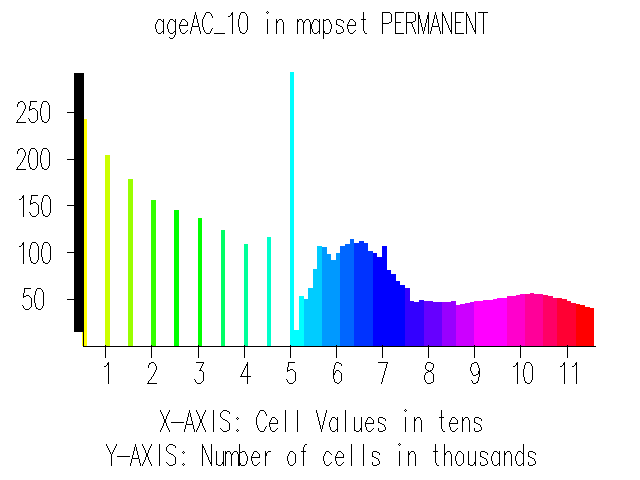 ageAC_10 in mapset PERMANENT
250
200
150
100
50
1 2 3 4 5 6 7 8 9 10 11
X-AXIS: Cell Values in tens
Y-AXIS: Number of cells in thousands